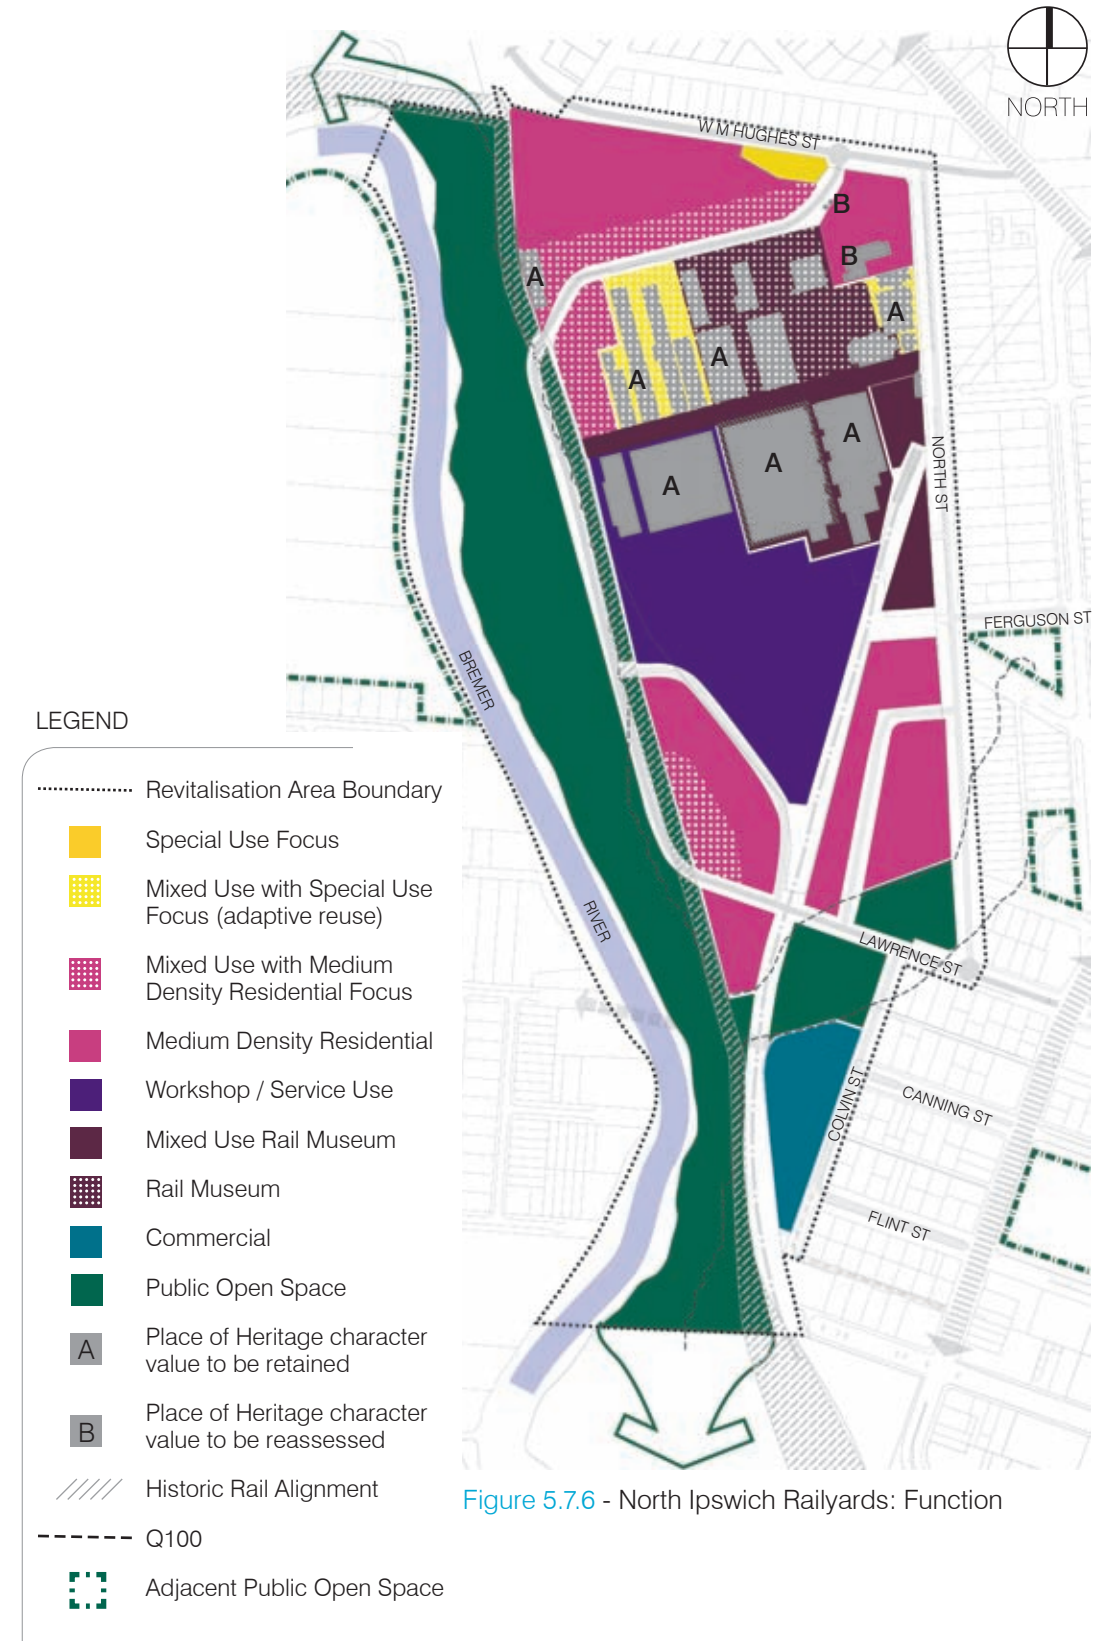 NORTH
W M HUGHES ST
B
B
A
A
A
A
A
A
A
NORTH ST
FERGUSON ST
BREMER
RIVER
LAWRENCE ST
COLVIN ST
CANNING ST
FLINT ST
LEGEND
Revitalisation Area Boundary
Special Use Focus
Mixed Use with Special Use
Focus (adaptive reuse)
Mixed Use with Medium
Density Residential Focus
Medium Density Residential
Workshop / Service Use
Mixed Use Rail Museum
Rail Museum
Commercial
Public Open Space
A
Place of Heritage character
value to be retained
B
Place of Heritage character
value to be reassessed
Historic Rail Alignment
Q100
Adjacent Public Open Space
Figure 5.7.6 - North Ipswich Railyards: Function